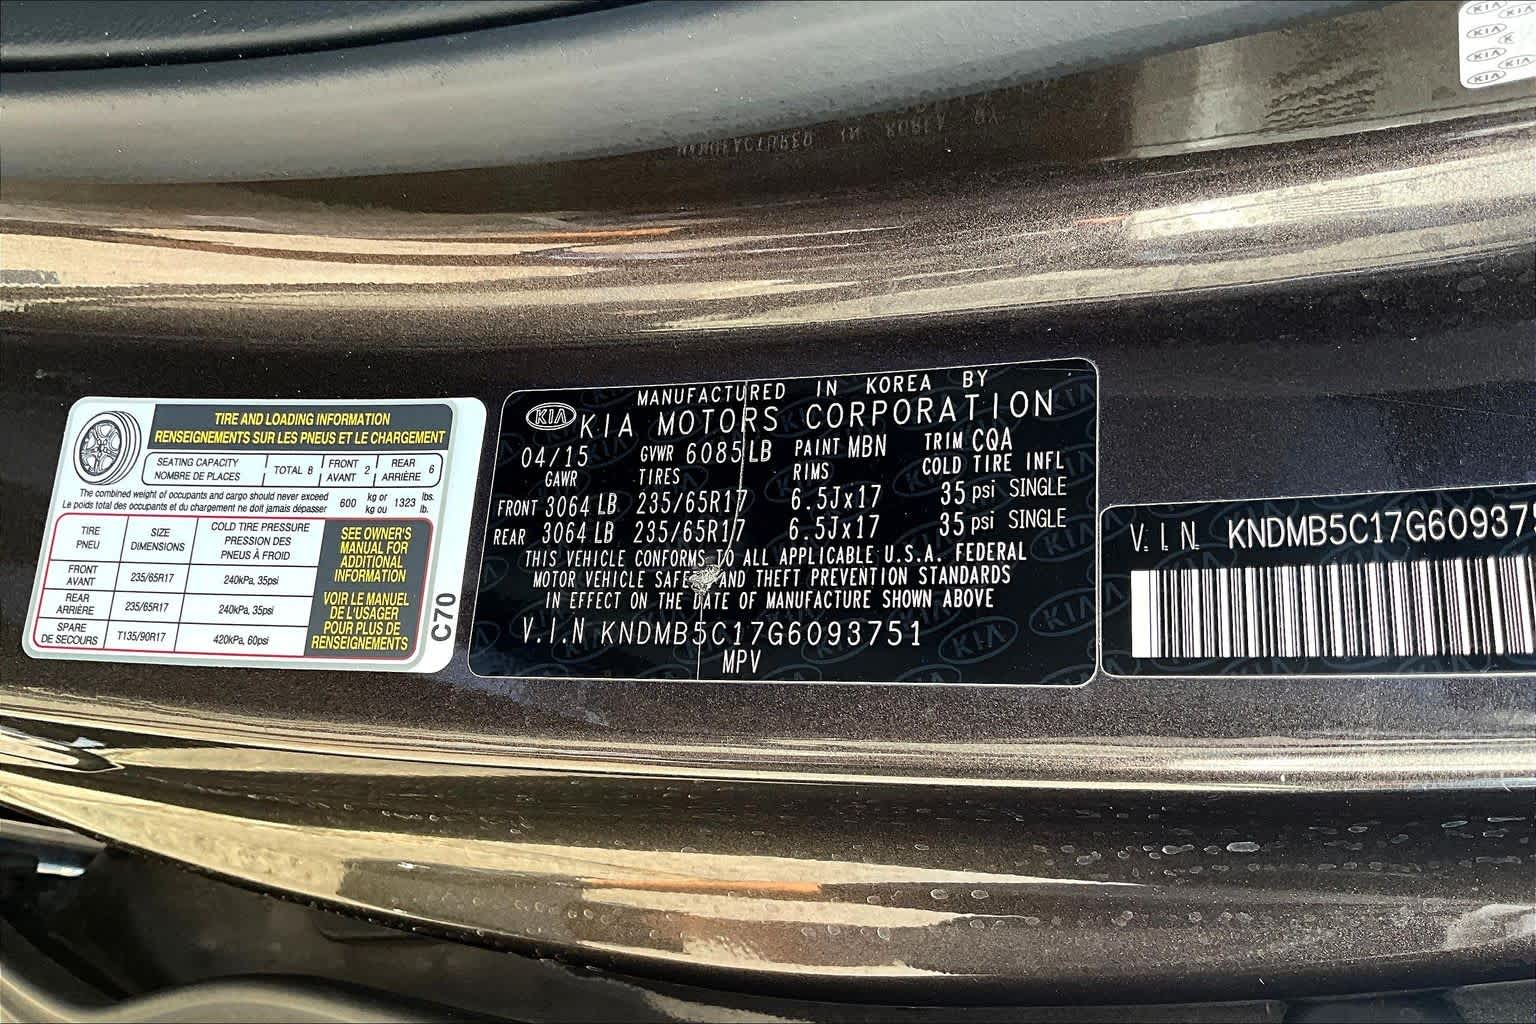 TIRE AND LOADING INFORMATION
RENSEIGNEMENTS SUR LES PNEUS ET LE CHARGEMENT
SEATING CAPACITY TOTAL 8 FRONT 2 REAR 6
NOMBRE DE PLACES AVANT ARRIÈRE
The combined weight of occupants and cargo should never exceed 600 kg or 1323 lbs.
Le poids total des occupants et du chargement ne doit jamais dépasser kg ou lb.
TIRE SIZE COLD TIRE PRESSURE
PNEU DIMENSIONS PRESSION DES
PNEUS À FROID
FRONT 235/65R17 240kPa, 35psi
AVANT
REAR 235/65R17 240kPa, 35psi
ARRIÈRE
SPARE T135/90R17 420kPa, 60psi
DE SECOURS
SEE OWNER'S
MANUAL FOR
ADDITIONAL
INFORMATION
VOIR LE MANUEL
DE L'USAGER
POUR PLUS DE
RENSEIGNEMENTS
C70
MANUFACTURED IN KOREA BY
KIA KIA MOTORS CORPORATION
04/15 GVWR 6085 LB PAINT MBN TRIM CQA
GAWR TIRES RIMS COLD TIRE INFL
FRONT 3064 LB 235/65R17 6.5Jx17 35 psi SINGLE
REAR 3064 LB 235/65R17 6.5Jx17 35 psi SINGLE
THIS VEHICLE CONFORMS TO ALL APPLICABLE U.S.A. FEDERAL
MOTOR VEHICLE SAFETY AND THEFT PREVENTION STANDARDS
IN EFFECT ON THE DATE OF MANUFACTURE SHOWN ABOVE
V.I.N KNDMB5C17G6093751
MPV
V.I.N. KNDMB5C17G609375
KIA KIA
KIA K
KIA
KIA KIA